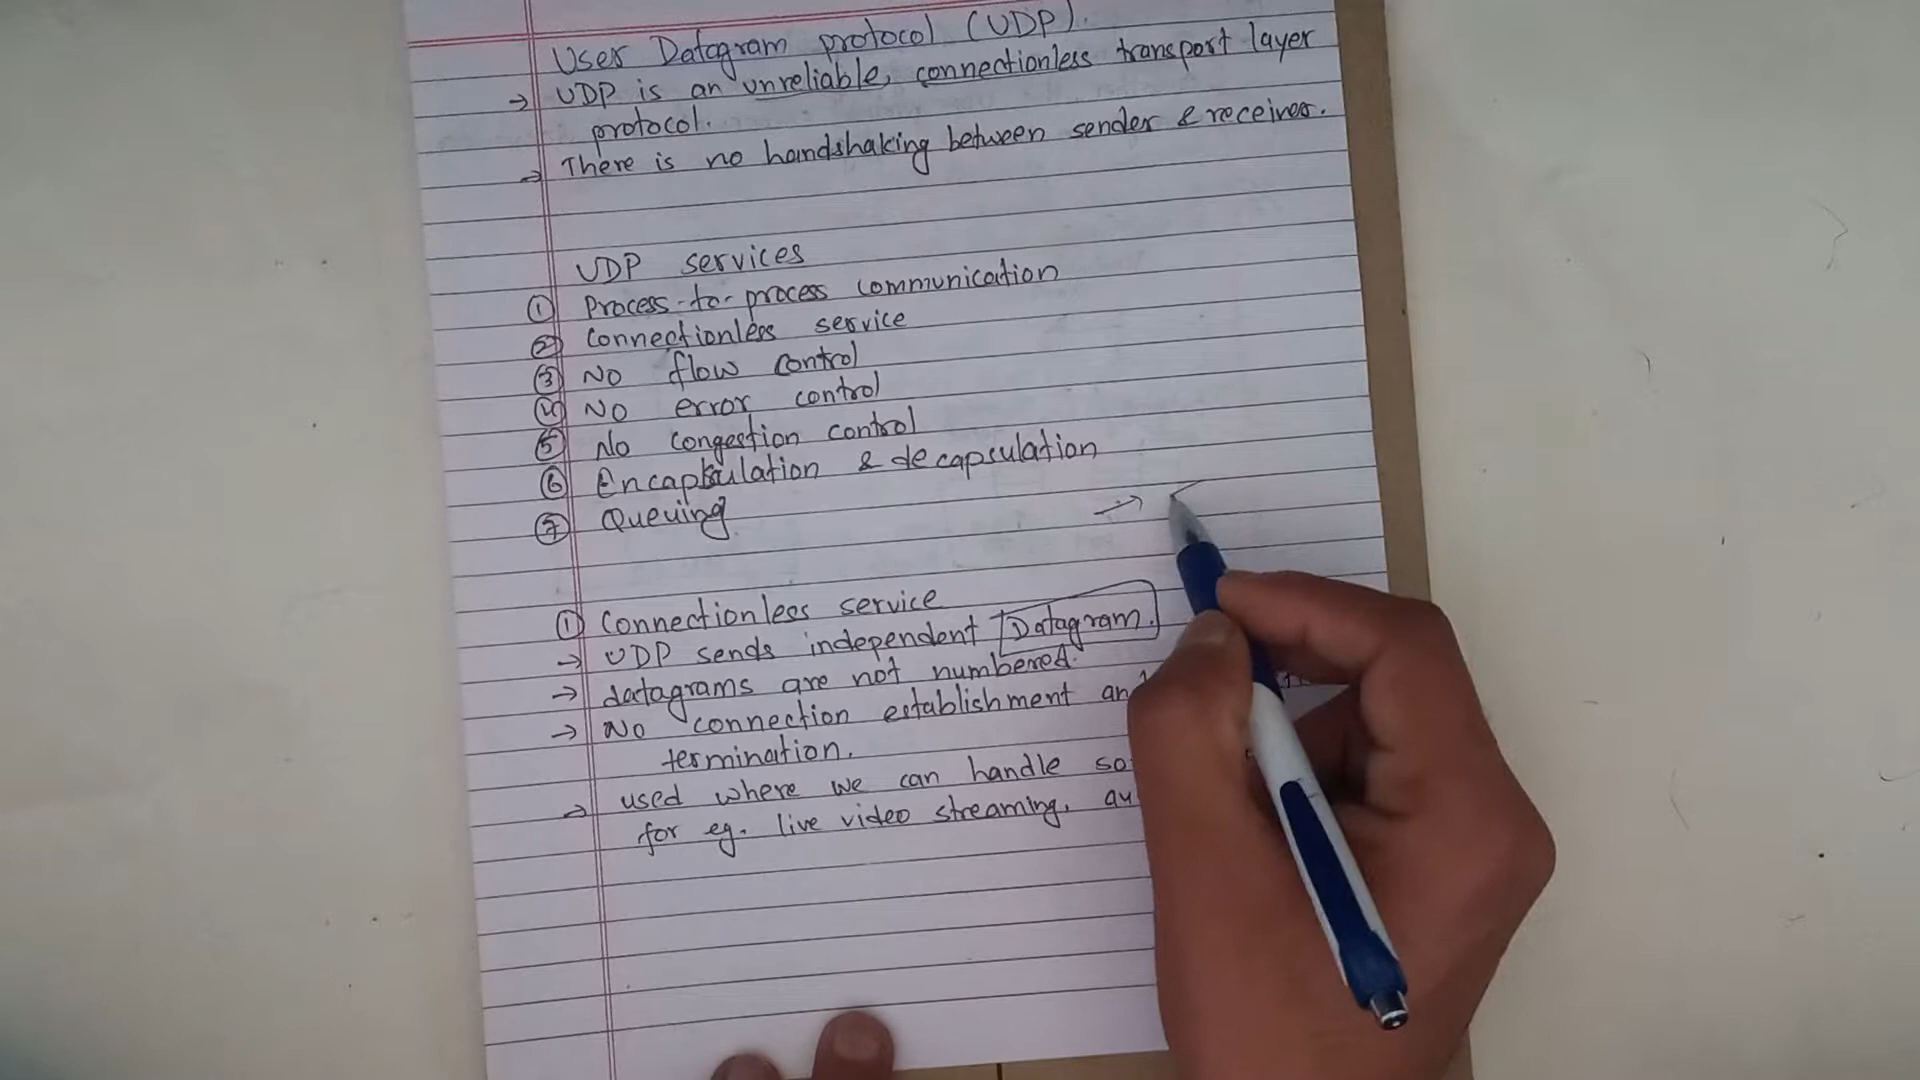 User Datagram protocol (UDP).
→ UDP is an unreliable, connectionless transport layer
protocol.
→ There is no handshaking between sender & receiver.
UDP services
① Process-to-process communication
② Connectionless service
③ No flow control
④ No error control
⑤ No congestion control
⑥ Encapsulation & decapsulation
⑦ Queuing
→
① Connectionless service
→ UDP sends independent Datagram.
→ datagrams are not numbered.
→ No connection establishment
termination.
→ used where we can handle
for eg. live video streaming,